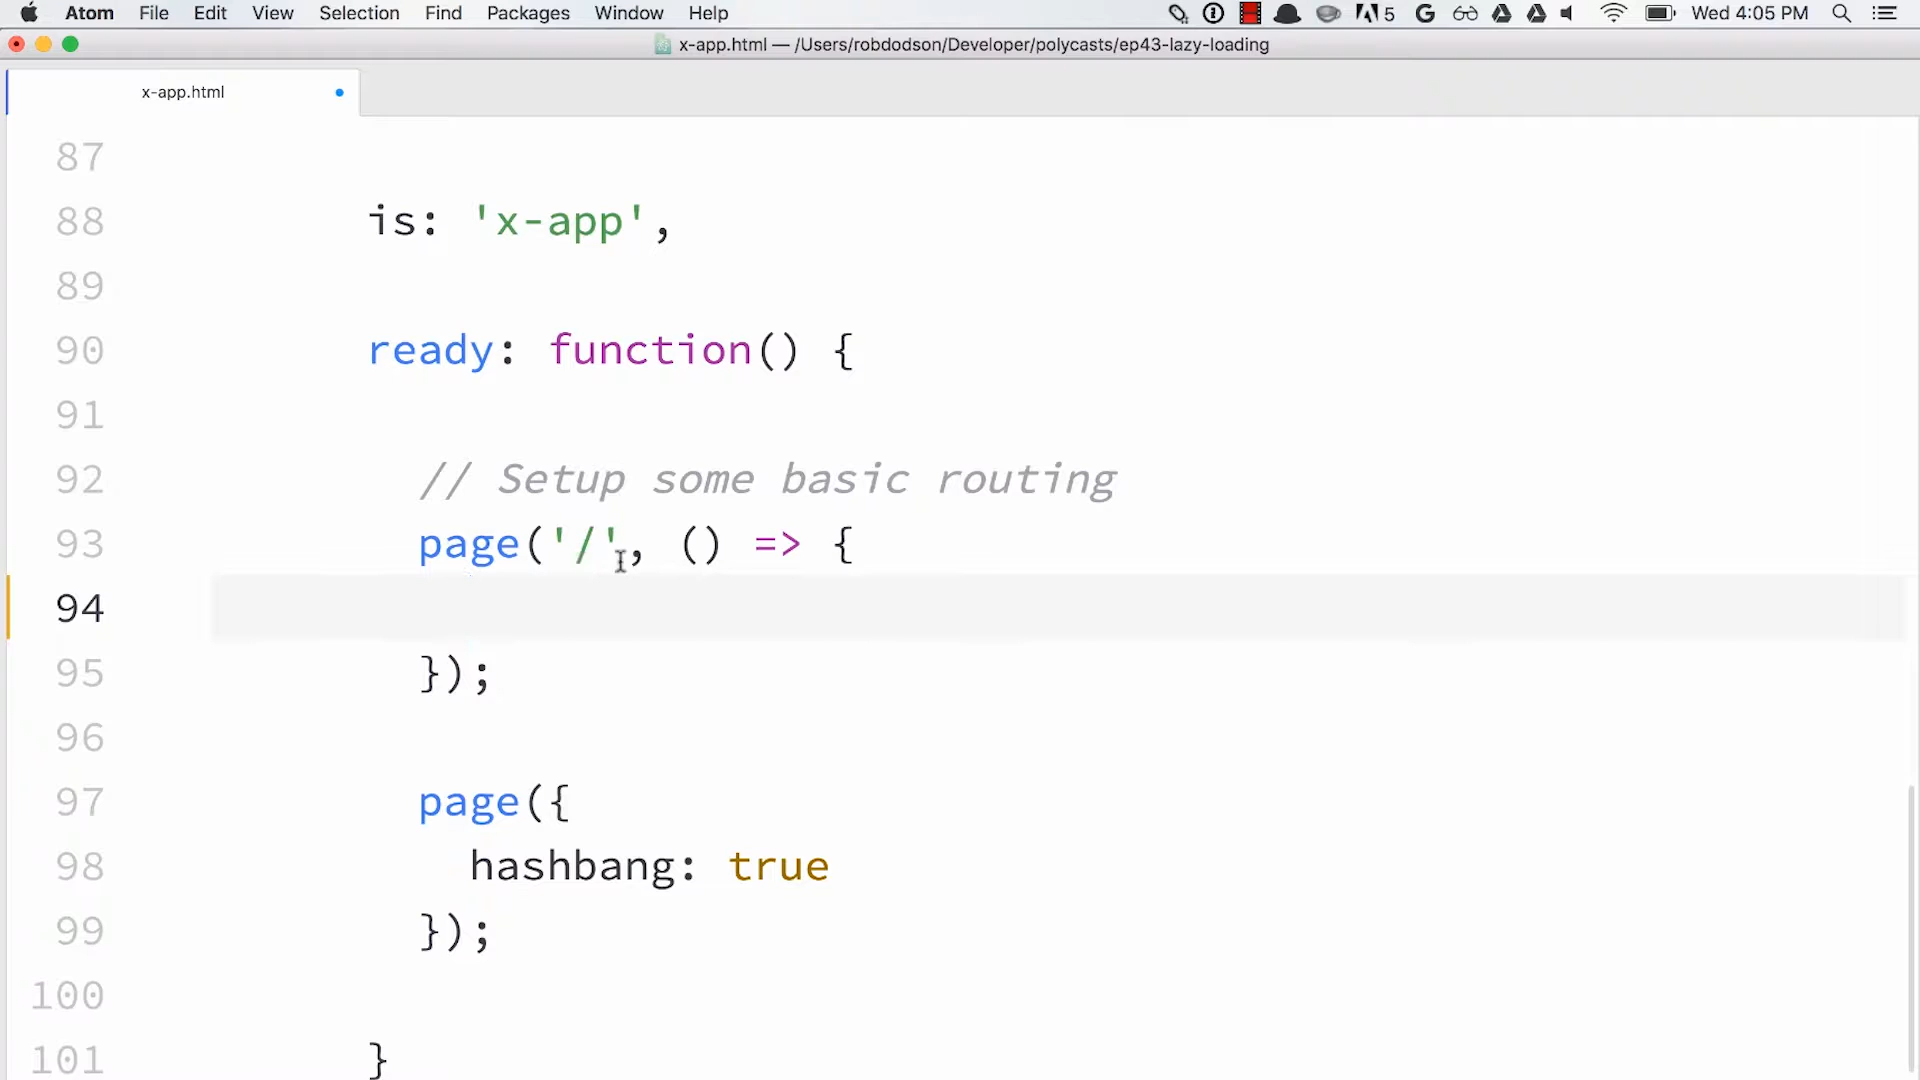 Atom File Edit View Selection Find Packages Window Help 5 Wed 4:05 PM
x-app.html — /Users/robdodson/Developer/polycasts/ep43-lazy-loading
x-app.html
87
88 is: 'x-app',
89
90 ready: function() {
91
92 // Setup some basic routing
93 page('/', () => {
94
95 });
96
97 page({
98 hashbang: true
99 });
100
101 }